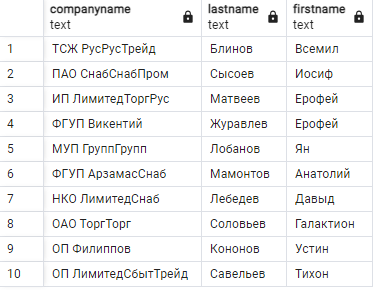 companyname lastname firstname
text text text
1 ТСЖ РусРусТрейд Блинов Всемил
2 ПАО СнабСнабПром Сысоев Иосиф
3 ИП ЛимитедТоргРус Матвеев Ерофей
4 ФГУП Викентий Журавлев Ерофей
5 МУП ГруппГрупп Лобанов Ян
6 ФГУП АрзамасСнаб Мамонтов Анатолий
7 НКО ЛимитедСнаб Лебедев Давыд
8 ОАО ТоргТорг Соловьев Галактион
9 ОП Филиппов Кононов Устин
10 ОП ЛимитедСбытТрейд Савельев Тихон